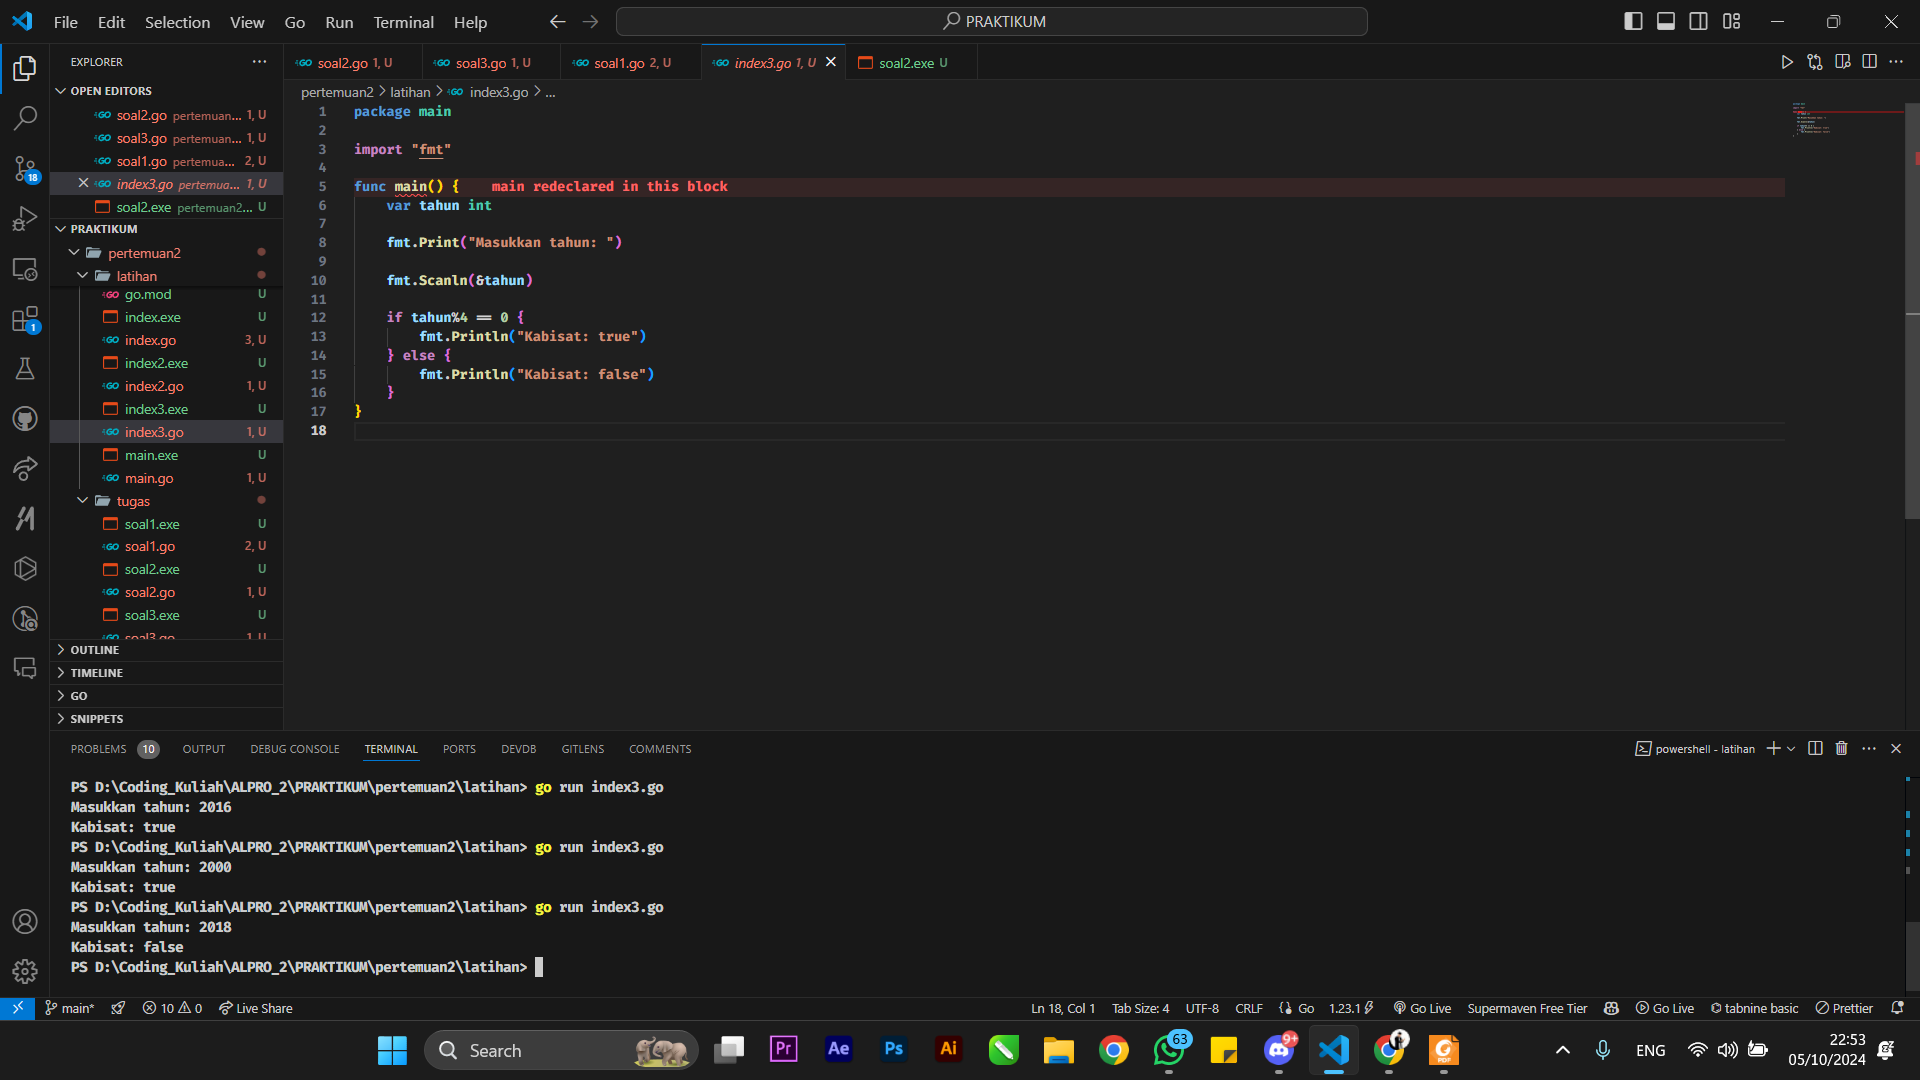 File Edit Selection View Go Run Terminal Help
PRAKTIKUM
EXPLORER
OPEN EDITORS
soal2.go pertemuan... 1, U
soal3.go pertemuan... 1, U
soal1.go pertemua... 2, U
index3.go pertemua... 1, U
soal2.exe pertemuan2... U
PRAKTIKUM
pertemuan2
latihan
go.mod U
index.exe U
index.go 3, U
index2.exe U
index2.go 1, U
index3.exe U
index3.go 1, U
main.exe U
main.go 1, U
tugas
soal1.exe U
soal1.go 2, U
soal2.exe U
soal2.go 1, U
soal3.exe U
soal3.go 1, U
OUTLINE
TIMELINE
GO
SNIPPETS
soal2.go 1, U soal3.go 1, U soal1.go 2, U index3.go 1, U soal2.exe U
pertemuan2 > latihan > index3.go > ...
1 package main
2
3 import "fmt"
4
5 func main() { main redeclared in this block
6 var tahun int
7
8 fmt.Print("Masukkan tahun: ")
9
10 fmt.Scanln(&tahun)
11
12 if tahun%4 == 0 {
13 fmt.Println("Kabisat: true")
14 } else {
15 fmt.Println("Kabisat: false")
16 }
17 }
18
PROBLEMS 10 OUTPUT DEBUG CONSOLE TERMINAL PORTS DEVDB GITLENS COMMENTS
powershell - latihan
PS D:\Coding_Kuliah\ALPRO_2\PRAKTIKUM\pertemuan2\latihan> go run index3.go
Masukkan tahun: 2016
Kabisat: true
PS D:\Coding_Kuliah\ALPRO_2\PRAKTIKUM\pertemuan2\latihan> go run index3.go
Masukkan tahun: 2000
Kabisat: true
PS D:\Coding_Kuliah\ALPRO_2\PRAKTIKUM\pertemuan2\latihan> go run index3.go
Masukkan tahun: 2018
Kabisat: false
PS D:\Coding_Kuliah\ALPRO_2\PRAKTIKUM\pertemuan2\latihan>
18
1
main* 10 0 Live Share
Ln 18, Col 1 Tab Size: 4 UTF-8 CRLF {} Go 1.23.1 Go Live Supermaven Free Tier Go Live tabnine basic Prettier
Search
Pr Ae Ps Ai
63
9+
PDF
ENG
22:53
05/10/2024